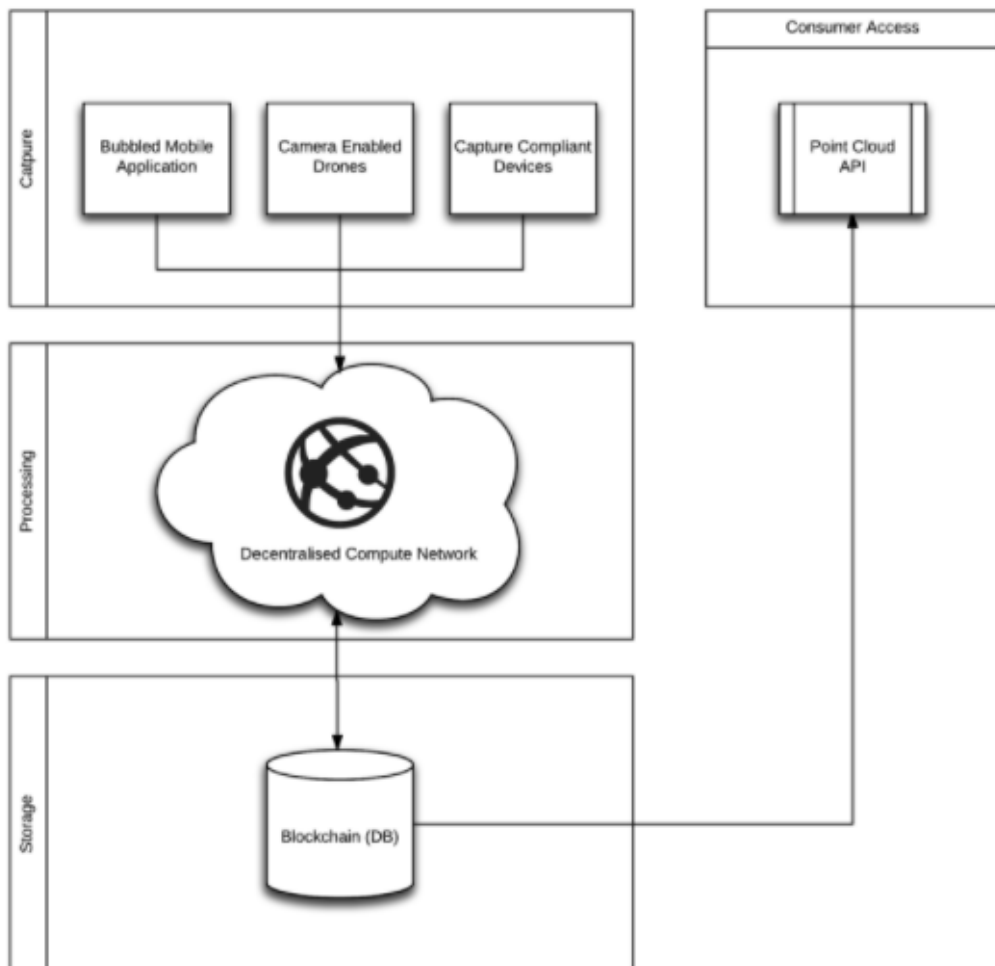 Catpure
Bubbled Mobile
Application
Camera Enabled
Drones
Capture Compliant
Devices
Consumer Access
Point Cloud
API
Processing
Decentralised Compute Network
Storage
Blockchain (DB)